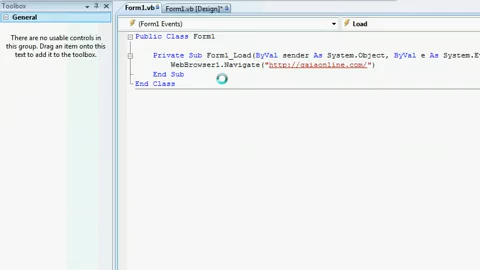 Toolbox
General
There are no usable controls in
this group. Drag an item onto this
text to add it to the toolbox.
Form1.vb Form1.vb [Design]*
(Form1 Events) Load
Public Class Form1
Private Sub Form1_Load(ByVal sender As System.Object, ByVal e As System.Ev
WebBrowser1.Navigate("http://gaiaonline.com/")
End Sub
End Class